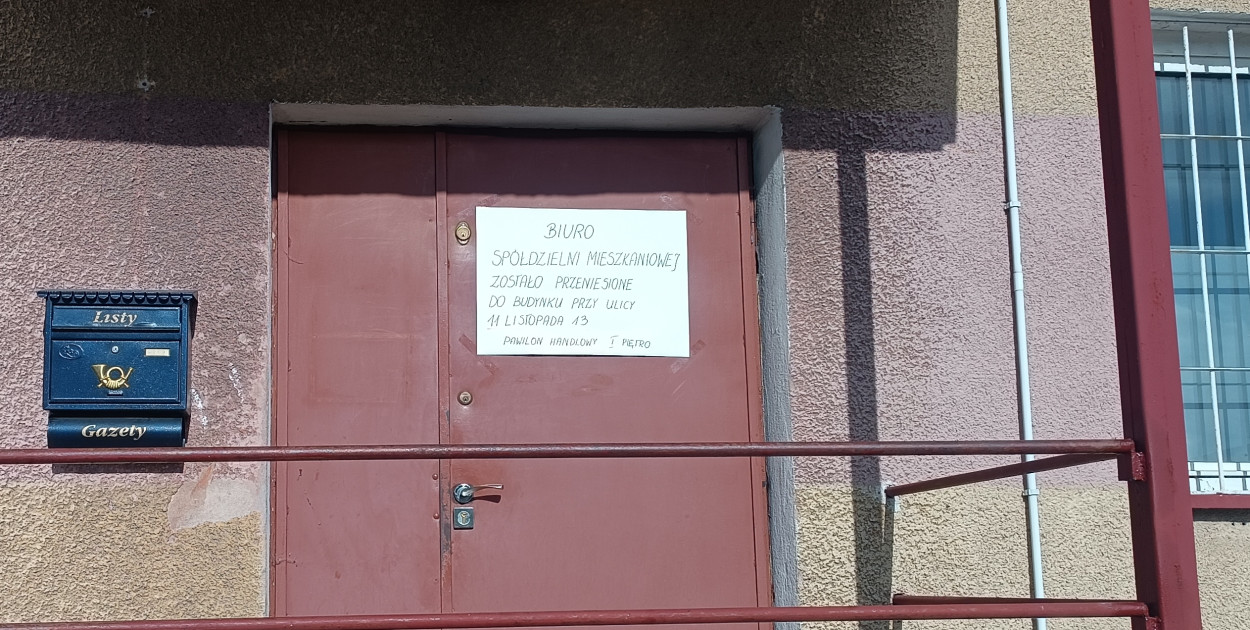 BIURO
SPÓŁDZIELNI MIESZKANIOWEJ
ZOSTAŁO PRZENIESIONE
DO BUDYNKU PRZY ULICY
11 LISTOPADA 13
PAWILON HANDLOWY I PIĘTRO
Listy
Gazety